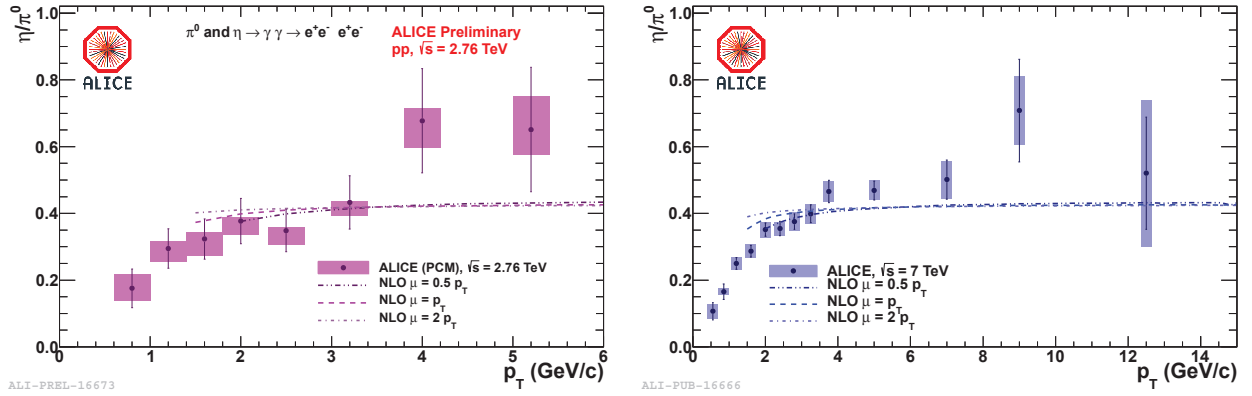 η/π⁰
π⁰ and η → γ γ → e⁺e⁻ e⁺e⁻
ALICE Preliminary
pp, √s = 2.76 TeV
ALICE
1.0
0.8
0.6
0.4
0.2
0.0
ALICE (PCM), √s = 2.76 TeV
NLO μ = 0.5 p_T
NLO μ = p_T
NLO μ = 2 p_T
0 1 2 3 4 5 6
p_T (GeV/c)
ALI-PREL-16673
η/π⁰
ALICE
1.0
0.8
0.6
0.4
0.2
0.0
ALICE, √s = 7 TeV
NLO μ = 0.5 p_T
NLO μ = p_T
NLO μ = 2 p_T
0 2 4 6 8 10 12 14
p_T (GeV/c)
ALI-PUB-16666